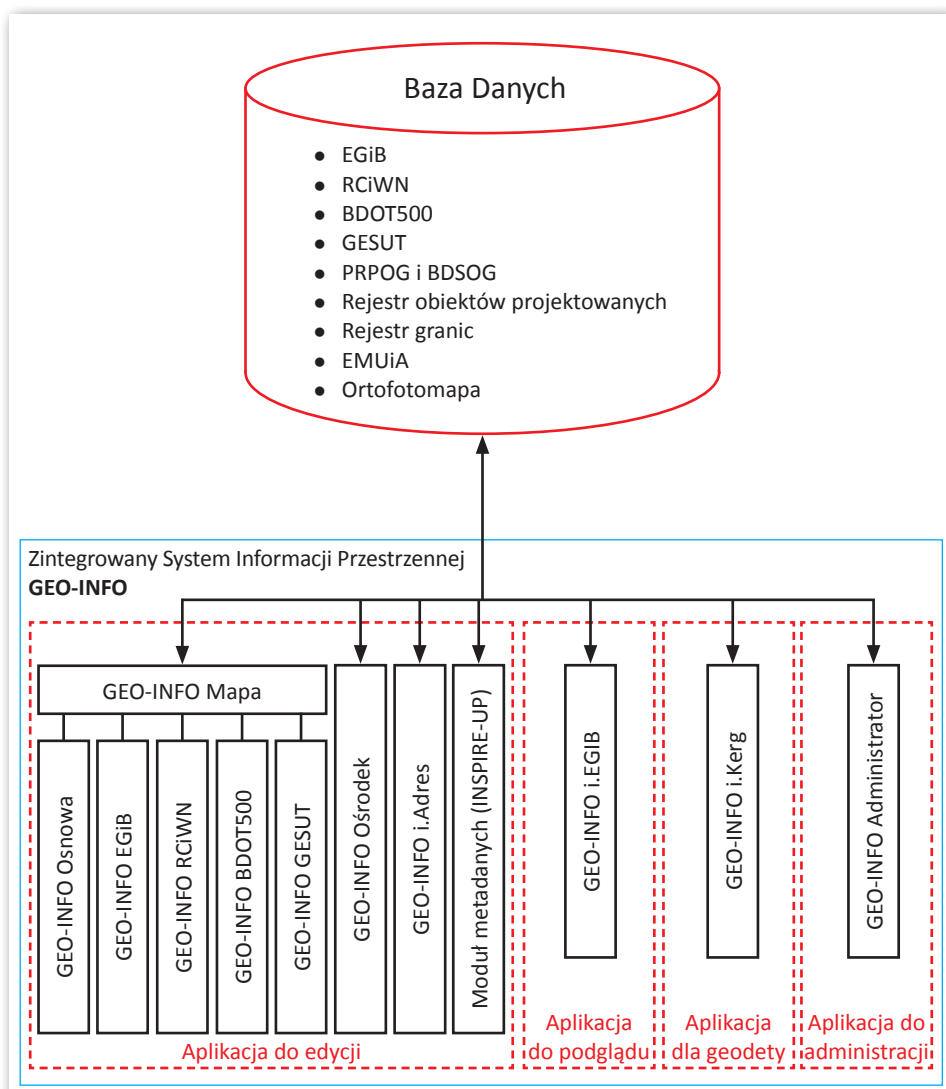 Baza Danych
● EGiB
● RCiWN
● BDOT500
● GESUT
● PRPOG i BDSOG
● Rejestr obiektów projektowanych
● Rejestr granic
● EMUiA
● Ortofotomapa
Zintegrowany System Informacji Przestrzennej
GEO-INFO
GEO-INFO Mapa
GEO-INFO Osnowa
GEO-INFO EGiB
GEO-INFO RCiWN
GEO-INFO BDOT500
GEO-INFO GESUT
GEO-INFO Ośrodek
GEO-INFO i.Adres
Moduł metadanych (INSPIRE-UP)
Aplikacja do edycji
GEO-INFO i.EGIB
Aplikacja
do podglądu
GEO-INFO i.Kerg
Aplikacja
dla geodety
GEO-INFO Administrator
Aplikacja do
administracji